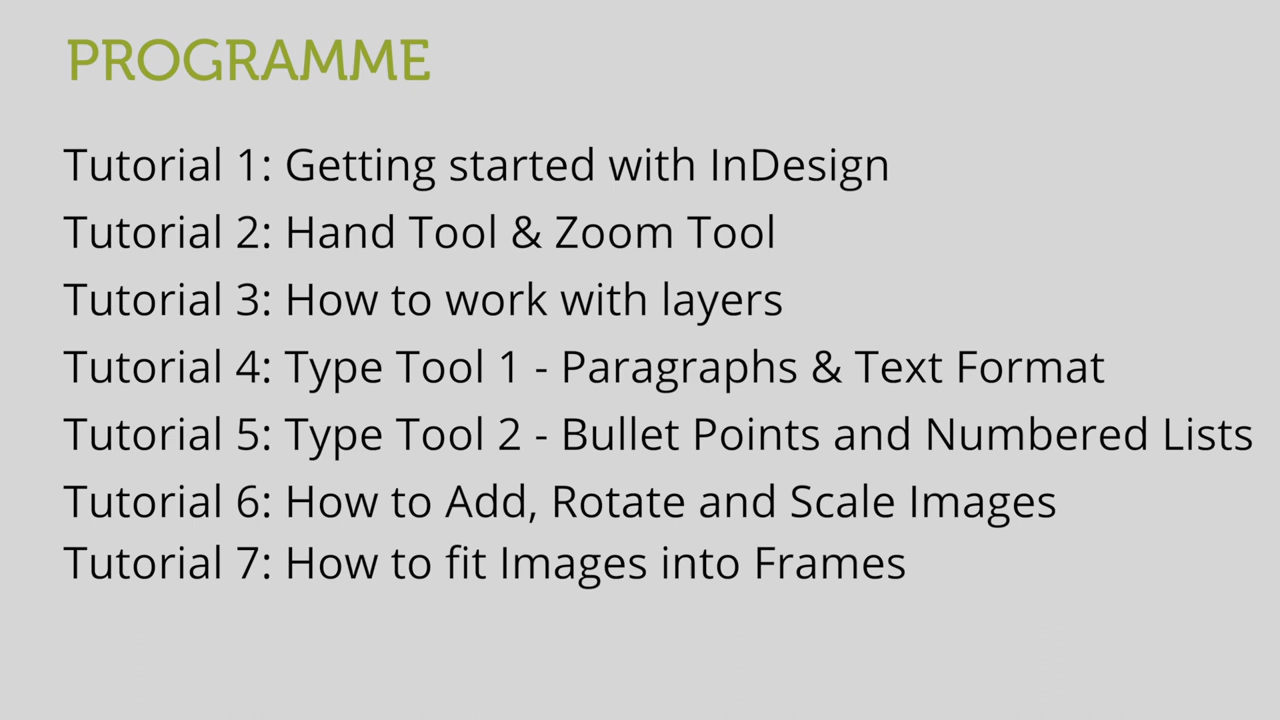 PROGRAMME
Tutorial 1: Getting started with InDesign
Tutorial 2: Hand Tool & Zoom Tool
Tutorial 3: How to work with layers
Tutorial 4: Type Tool 1 - Paragraphs & Text Format
Tutorial 5: Type Tool 2 - Bullet Points and Numbered Lists
Tutorial 6: How to Add, Rotate and Scale Images
Tutorial 7: How to fit Images into Frames